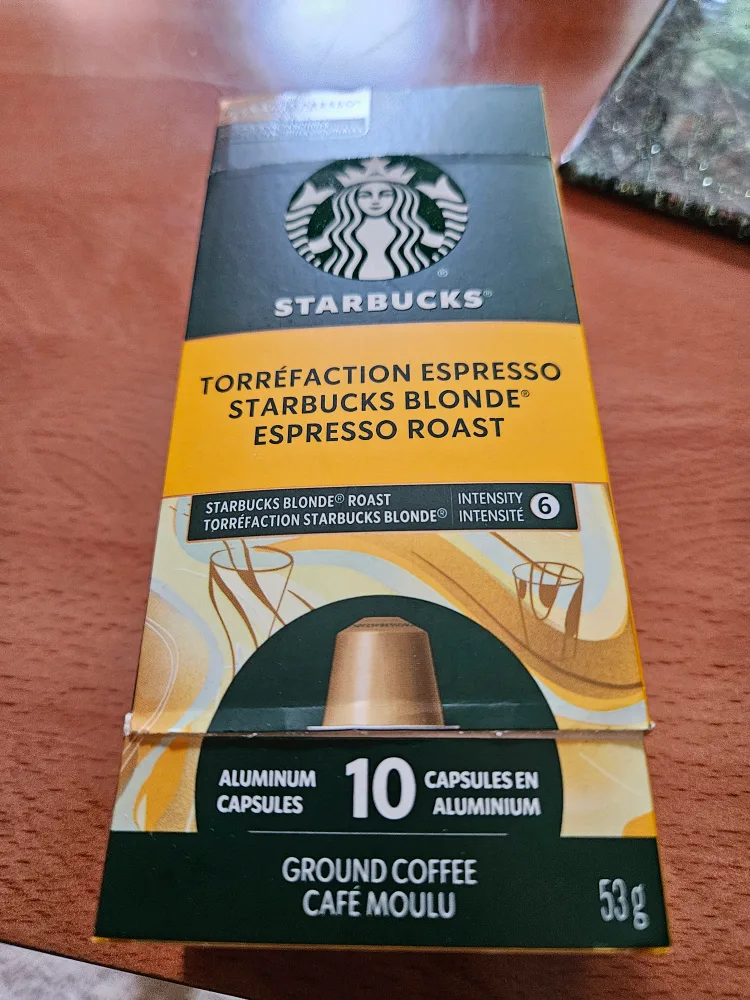 STARBUCKS®
TORRÉFACTION ESPRESSO
STARBUCKS BLONDE®
ESPRESSO ROAST
STARBUCKS BLONDE® ROAST
TORRÉFACTION STARBUCKS BLONDE®
INTENSITY
INTENSITÉ
6
ALUMINUM
CAPSULES
10
CAPSULES EN
ALUMINIUM
GROUND COFFEE
CAFÉ MOULU
53 g